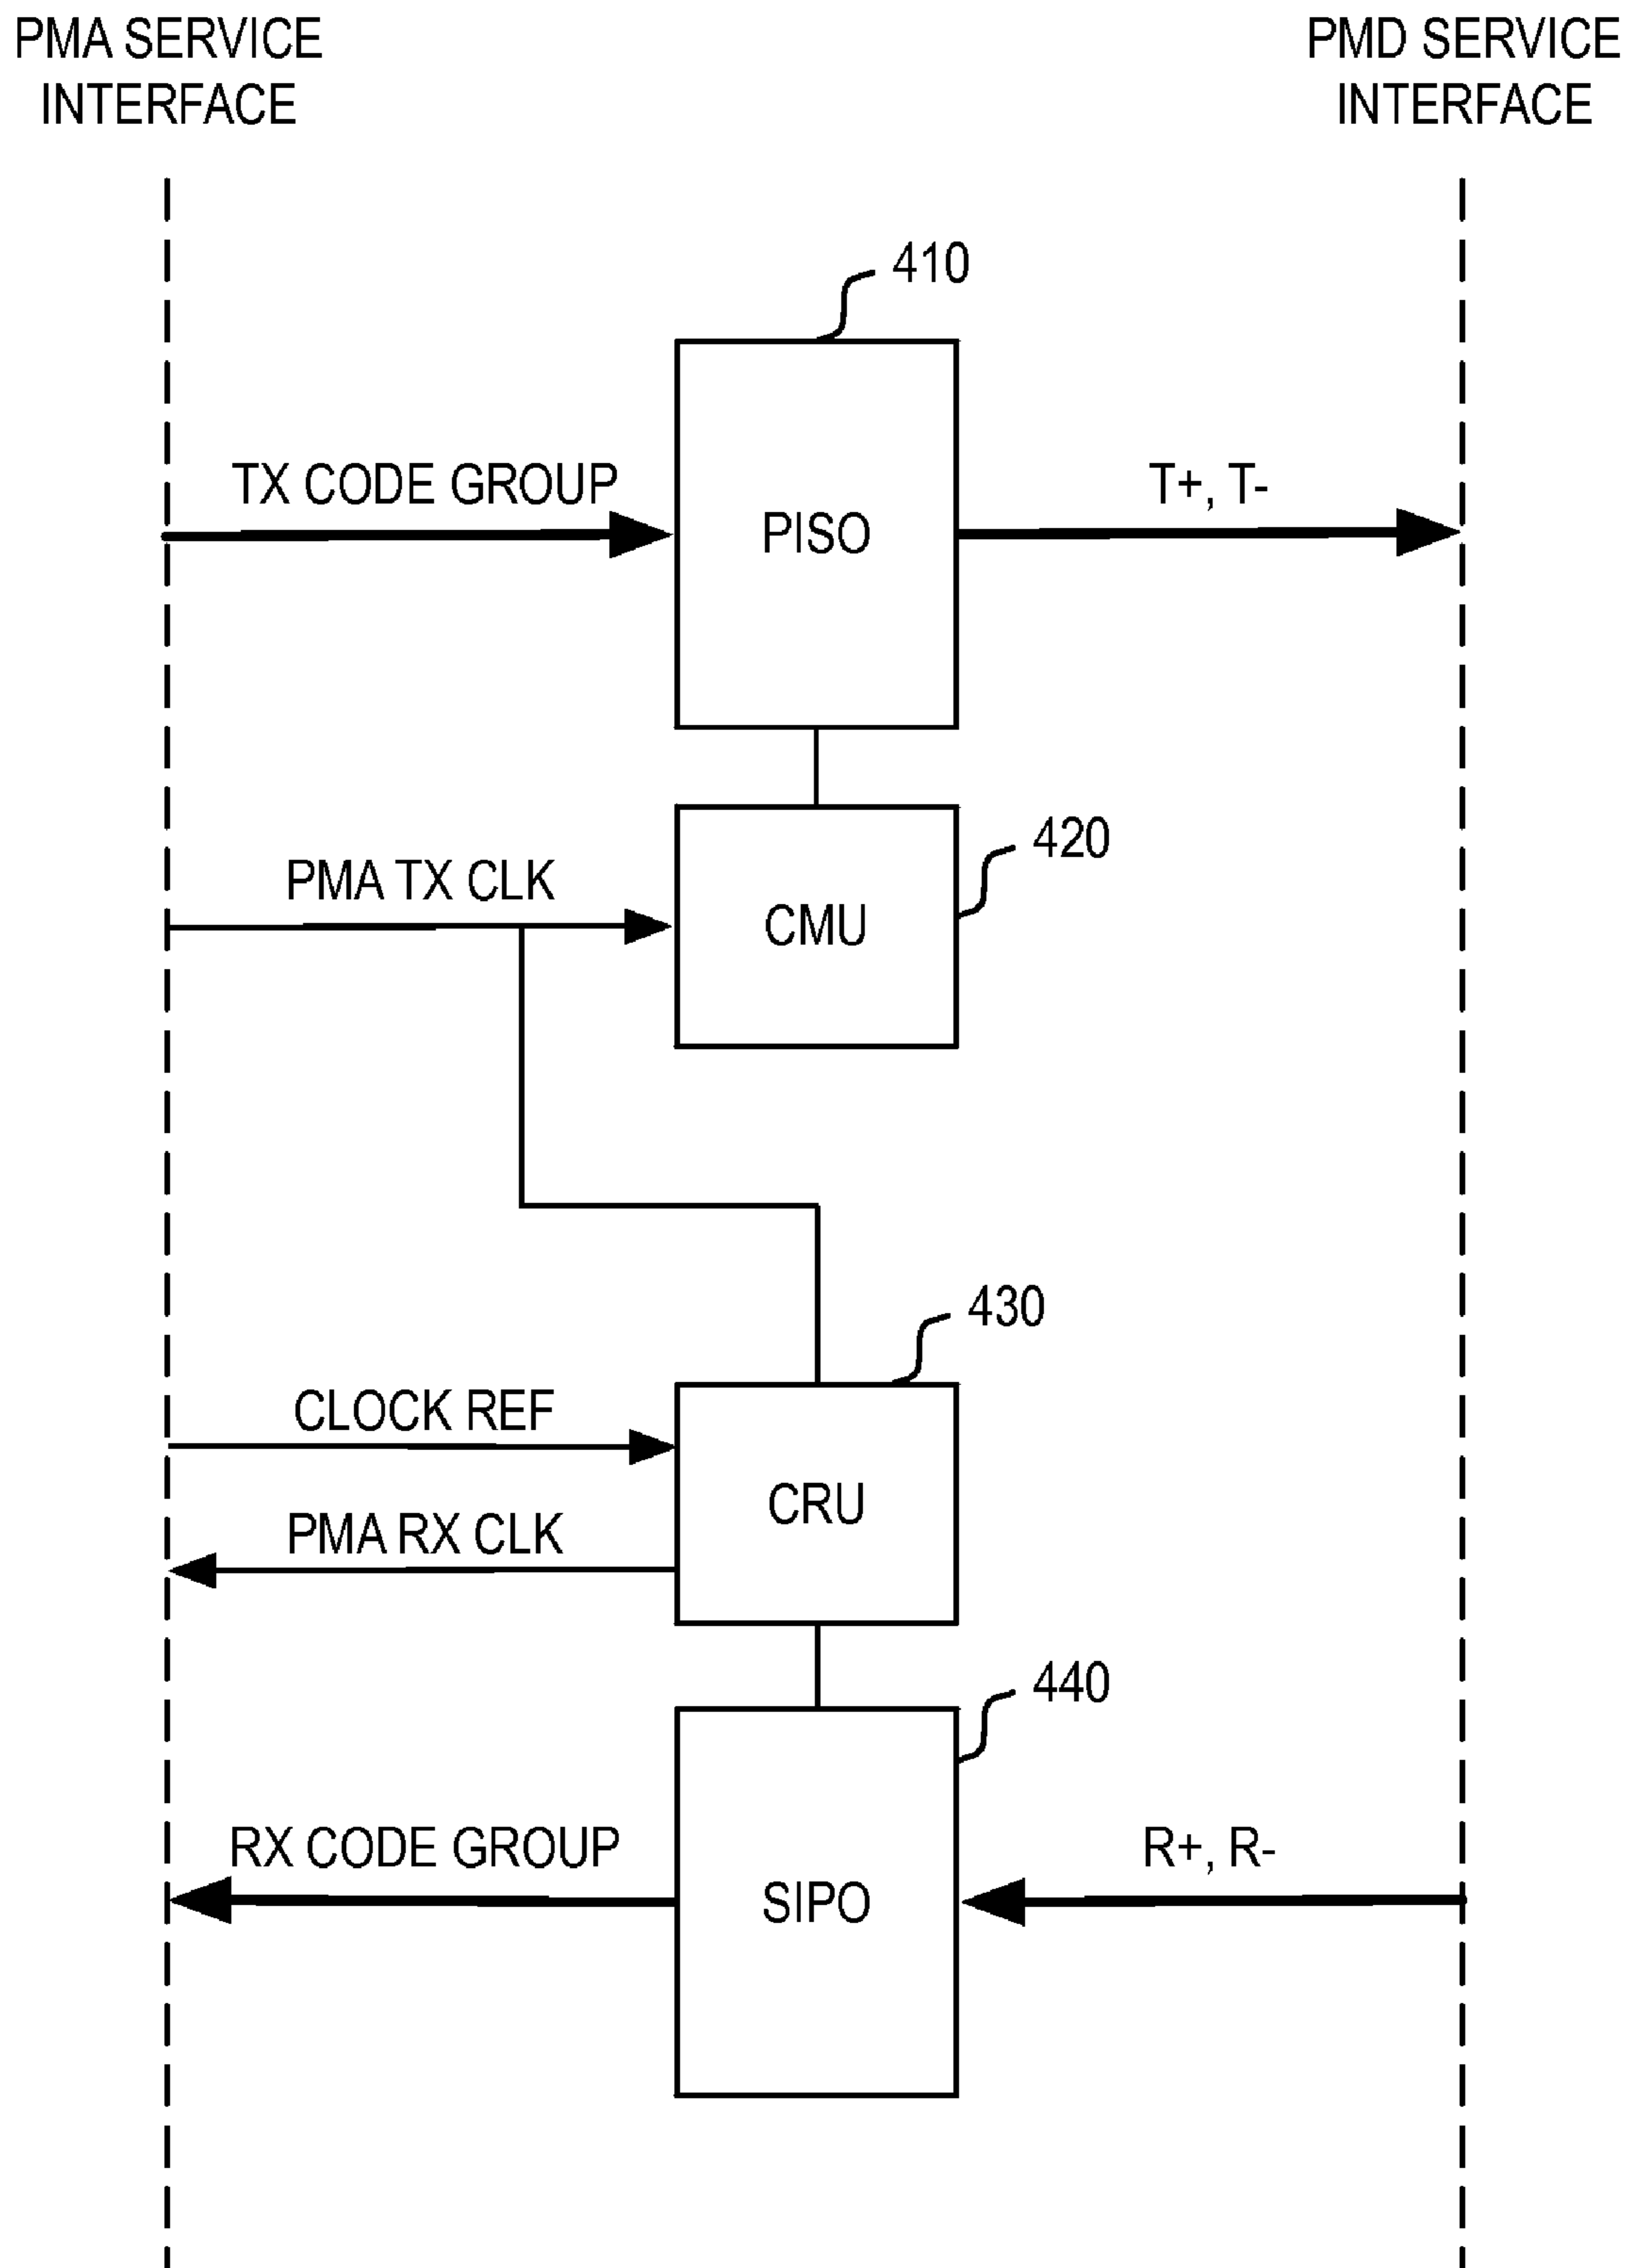 PMA SERVICE
INTERFACE
PMD SERVICE
INTERFACE
410
TX CODE GROUP
PISO
T+, T-
420
PMA TX CLK
CMU
430
CLOCK REF
CRU
PMA RX CLK
440
RX CODE GROUP
SIPO
R+, R-